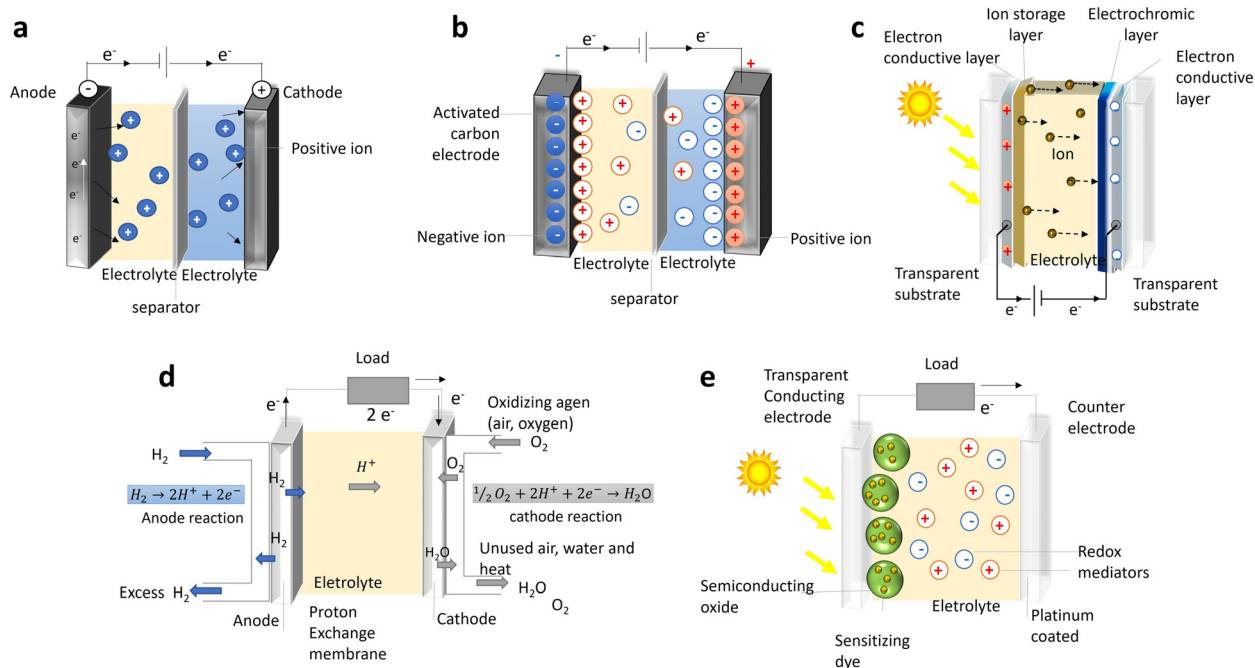 a
e⁻
e⁻
Anode
-
+
Cathode
e⁻
e⁻
e⁻
e⁻
+
+
+
+
+
+
+
+
+
+
Positive ion
Electrolyte
Electrolyte
separator
b
e⁻
e⁻
-
+
Activated
carbon
electrode
Negative ion
Positive ion
Electrolyte
Electrolyte
separator
c
Ion storage
layer
Electrochromic
layer
Electron
conductive layer
Electron
conductive
layer
+
+
+
+
+
Ion
Electrolyte
Transparent
substrate
Transparent
substrate
e⁻
e⁻
d
Load
2 e⁻
e⁻
e⁻
Oxidizing agen
(air, oxygen)
O₂
H₂
H₂
H⁺
O₂
H₂ → 2H⁺ + 2e⁻
Anode reaction
½ O₂ + 2H⁺ + 2e⁻ → H₂O
cathode reaction
H₂
H₂O
Unused air, water and
heat
Excess H₂
Eletrolyte
H₂O
O₂
Anode
Proton
Exchange
membrane
Cathode
e
Load
e⁻
Transparent
Conducting
electrode
Counter
electrode
Redox
mediators
Semiconducting
oxide
Eletrolyte
Platinum
coated
Sensitizing
dye